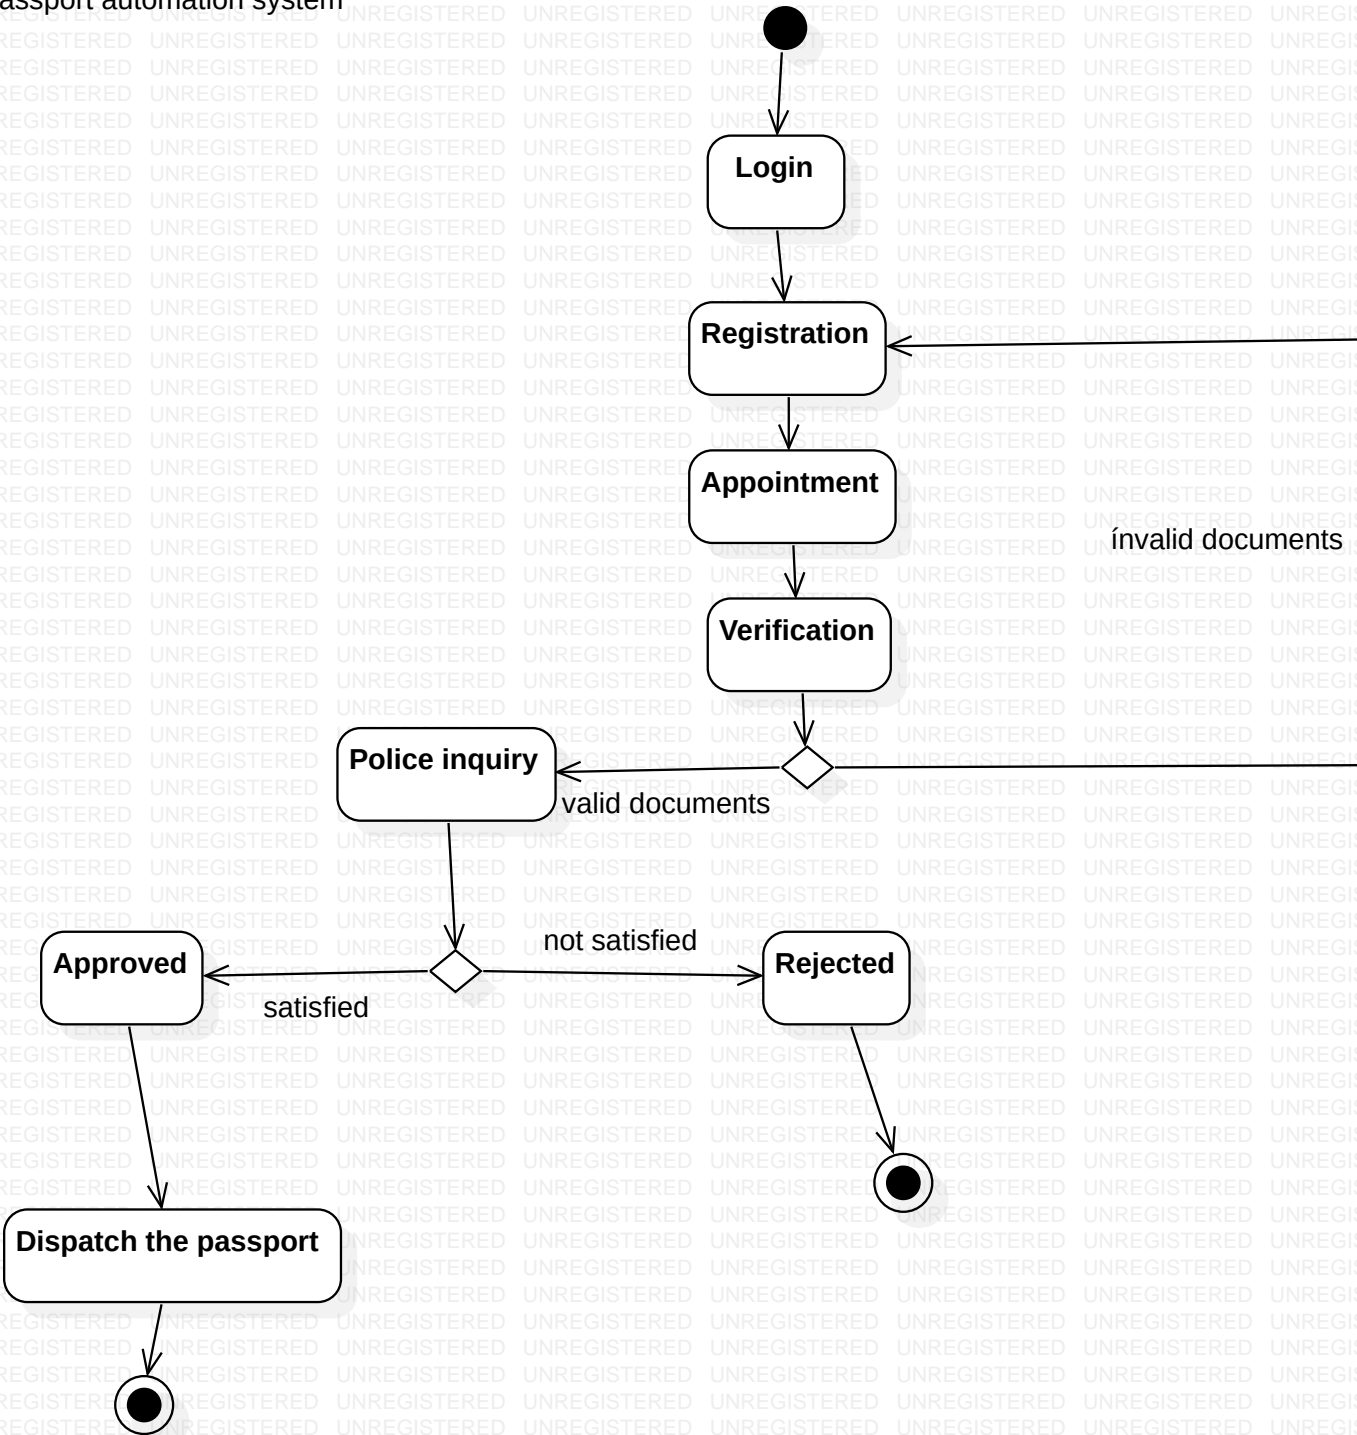 assport automation system
Login
Registration
Appointment
ínvalid documents
Verification
Police inquiry
valid documents
not satisfied
Approved
Rejected
satisfied
Dispatch the passport
UNREGISTERED